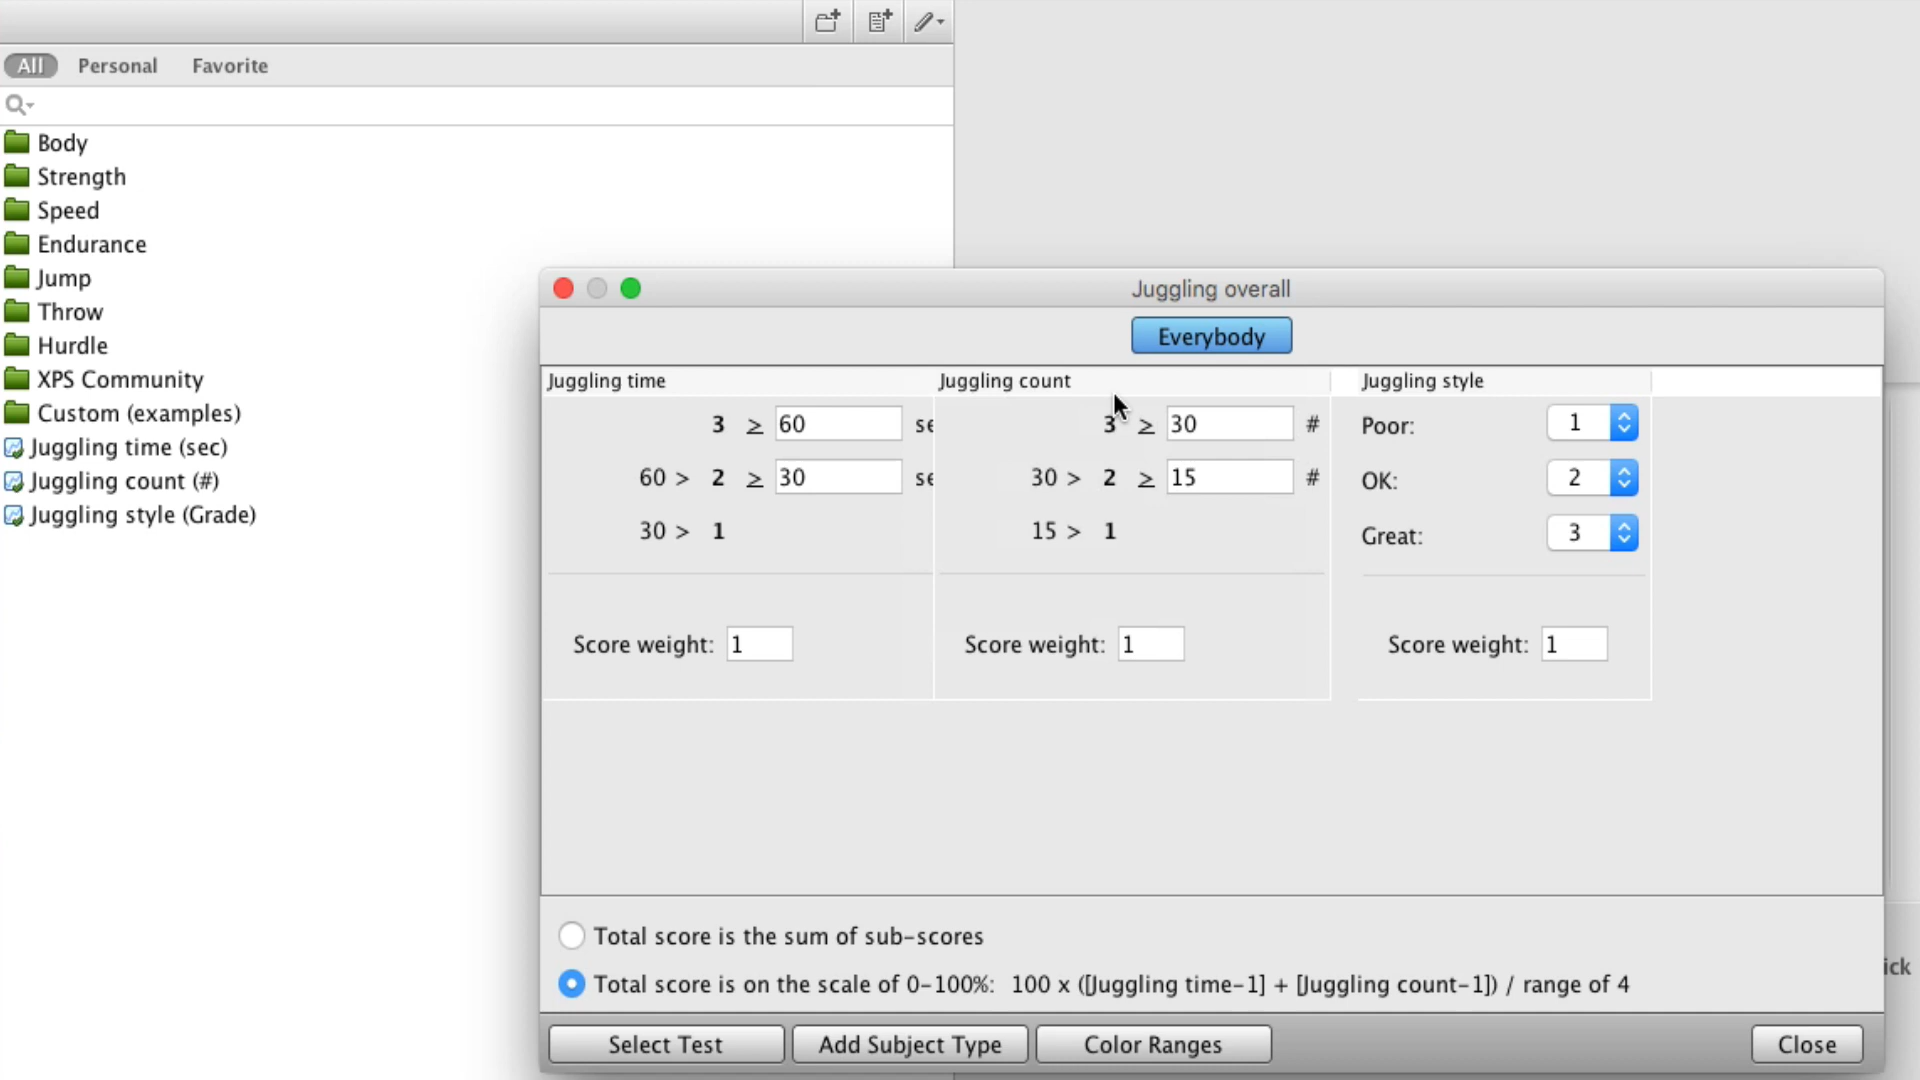 All Personal Favorite
Body
Strength
Speed
Endurance
Jump
Throw
Hurdle
XPS Community
Custom (examples)
Juggling time (sec)
Juggling count (#)
Juggling style (Grade)
Juggling overall
Everybody
Juggling time
3 ≥ 60 se
60 > 2 ≥ 30 se
30 > 1
Score weight: 1
Juggling count
3 ≥ 30 #
30 > 2 ≥ 15 #
15 > 1
Score weight: 1
Juggling style
Poor: 1
OK: 2
Great: 3
Score weight: 1
Total score is the sum of sub-scores
Total score is on the scale of 0-100%: 100 x ([Juggling time-1] + [Juggling count-1]) / range of 4
ick
Select Test Add Subject Type Color Ranges Close